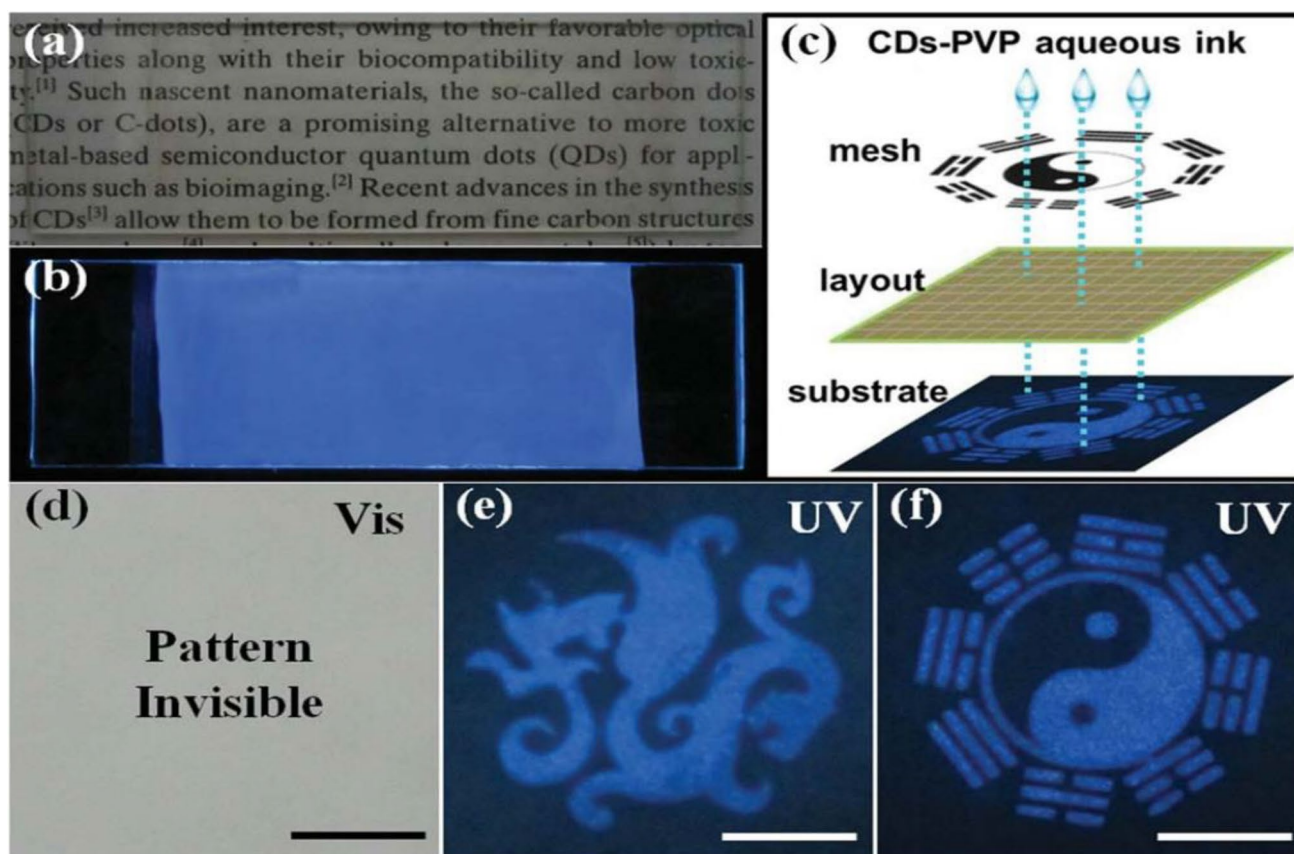 (a)
eceived increased interest, owing to their favorable optical
roperties along with their biocompatibility and low toxic-
ty.[1] Such nascent nanomaterials, the so-called carbon dots
(CDs or C-dots), are a promising alternative to more toxic
metal-based semiconductor quantum dots (QDs) for appli-
cations such as bioimaging.[2] Recent advances in the synthesis
of CDs[3] allow them to be formed from fine carbon structures
(b)
(c)
CDs-PVP aqueous ink
mesh
layout
substrate
(d)
Vis
Pattern
Invisible
(e)
UV
(f)
UV